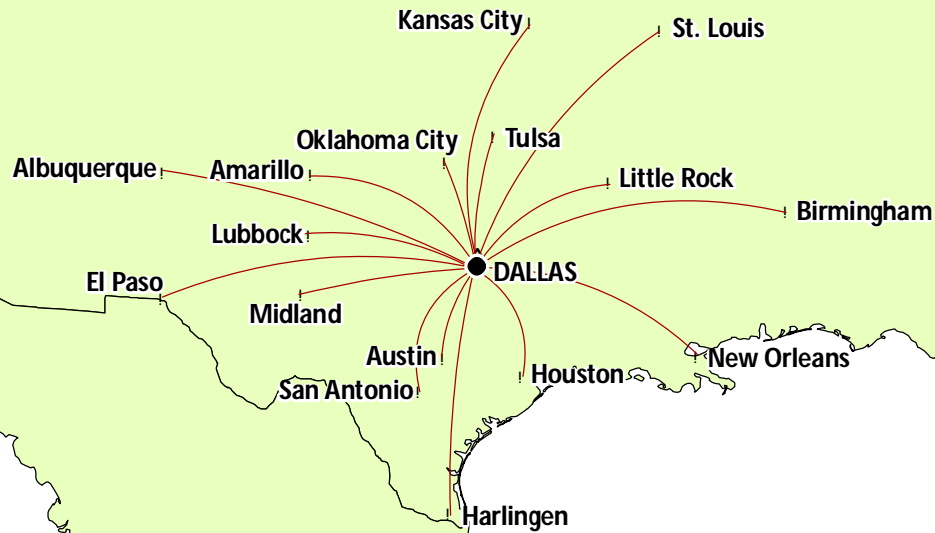 Kansas City
St. Louis
Oklahoma City
Tulsa
Albuquerque
Amarillo
Little Rock
Birmingham
Lubbock
DALLAS
El Paso
Midland
Austin
New Orleans
Houston
San Antonio
Harlingen